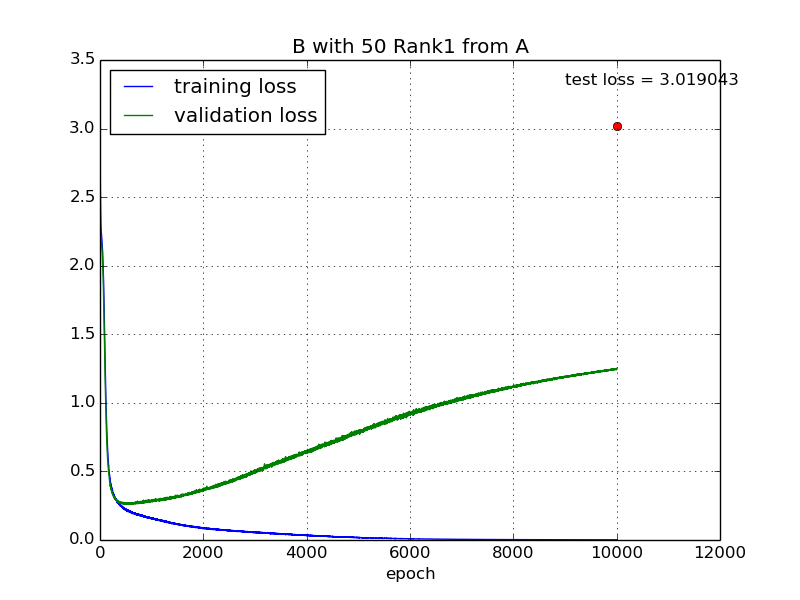 B with 50 Rank1 from A
training loss
validation loss
test loss = 3.019043
3.5
3.0
2.5
2.0
1.5
1.0
0.5
0.0
0 2000 4000 6000 8000 10000 12000
epoch